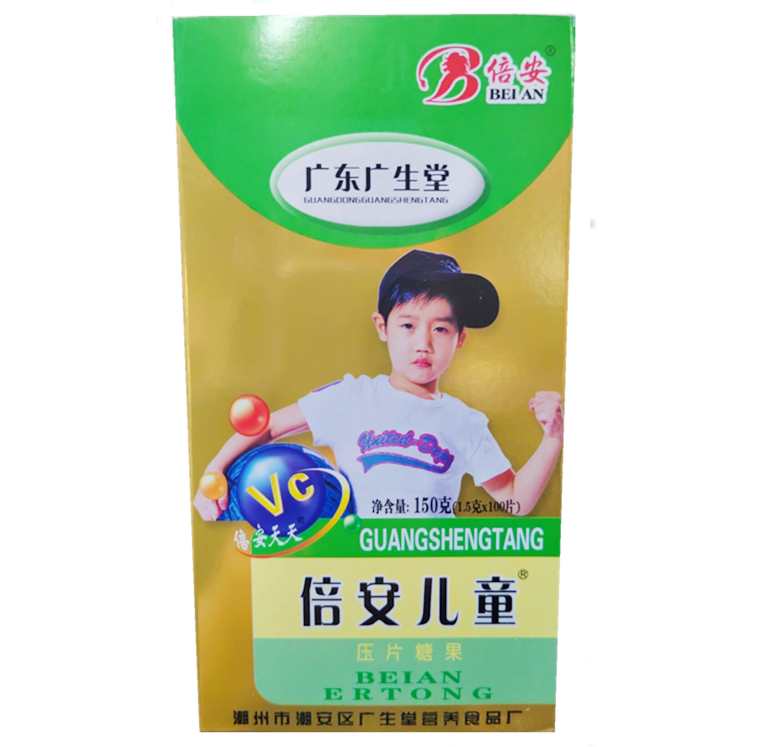 倍安®
BEI AN
广东广生堂
GUANGDONGGUANGSHENGTANG
United-Dept
Vc
净含量:150克(1.5克x100片)
倍安天天®
GUANGSHENGTANG
倍安儿童®
压片糖果
BEIAN
ERTONG
潮州市潮安区广生堂营养食品厂